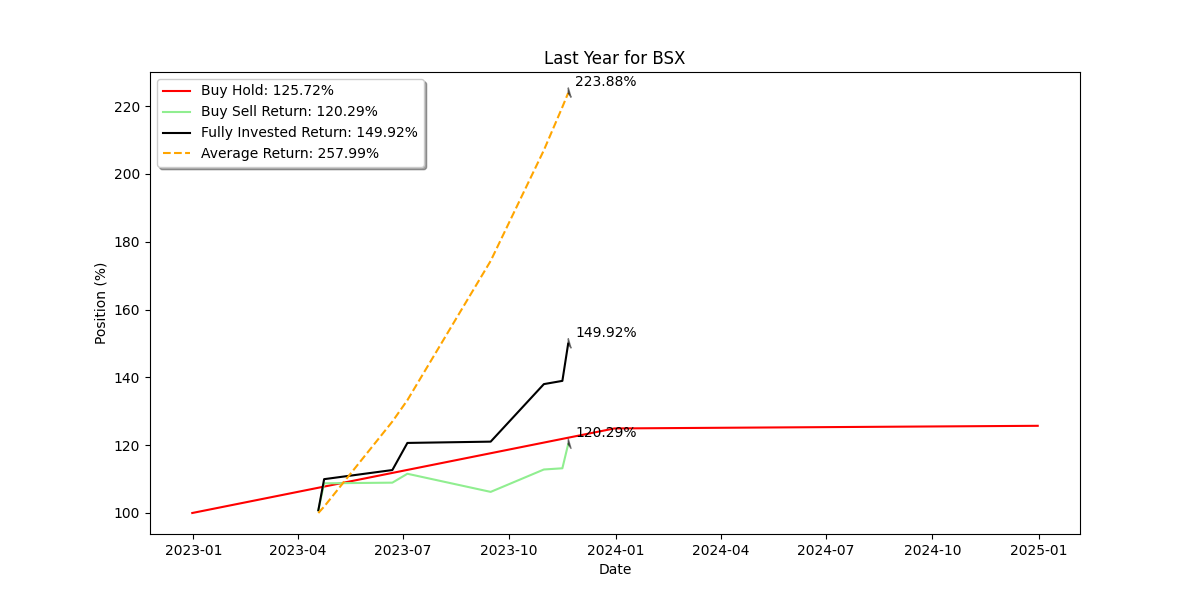 Last Year for BSX
Buy Hold: 125.72%
Buy Sell Return: 120.29%
Fully Invested Return: 149.92%
Average Return: 257.99%
223.88%
149.92%
120.29%
Position (%)
220
200
180
160
140
120
100
2023-01 2023-04 2023-07 2023-10 2024-01 2024-04 2024-07 2024-10 2025-01
Date